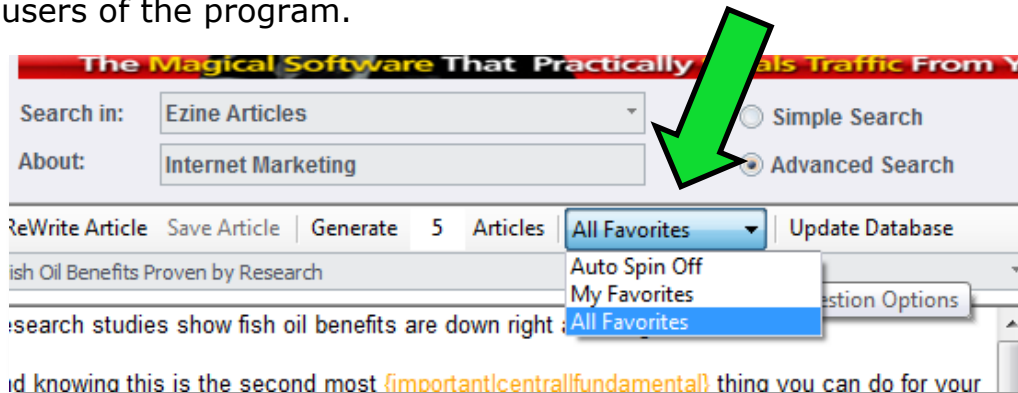 users of the program.
The Magical Software That Practically als Traffic From Y
Search in: Ezine Articles Simple Search
About: Internet Marketing Advanced Search
ReWrite Article Save Article Generate 5 Articles All Favorites Update Database
ish Oil Benefits Proven by Research Auto Spin Off
My Favorites estion Options
search studies show fish oil benefits are down right All Favorites
d knowing this is the second most {important|central|fundamental} thing you can do for your